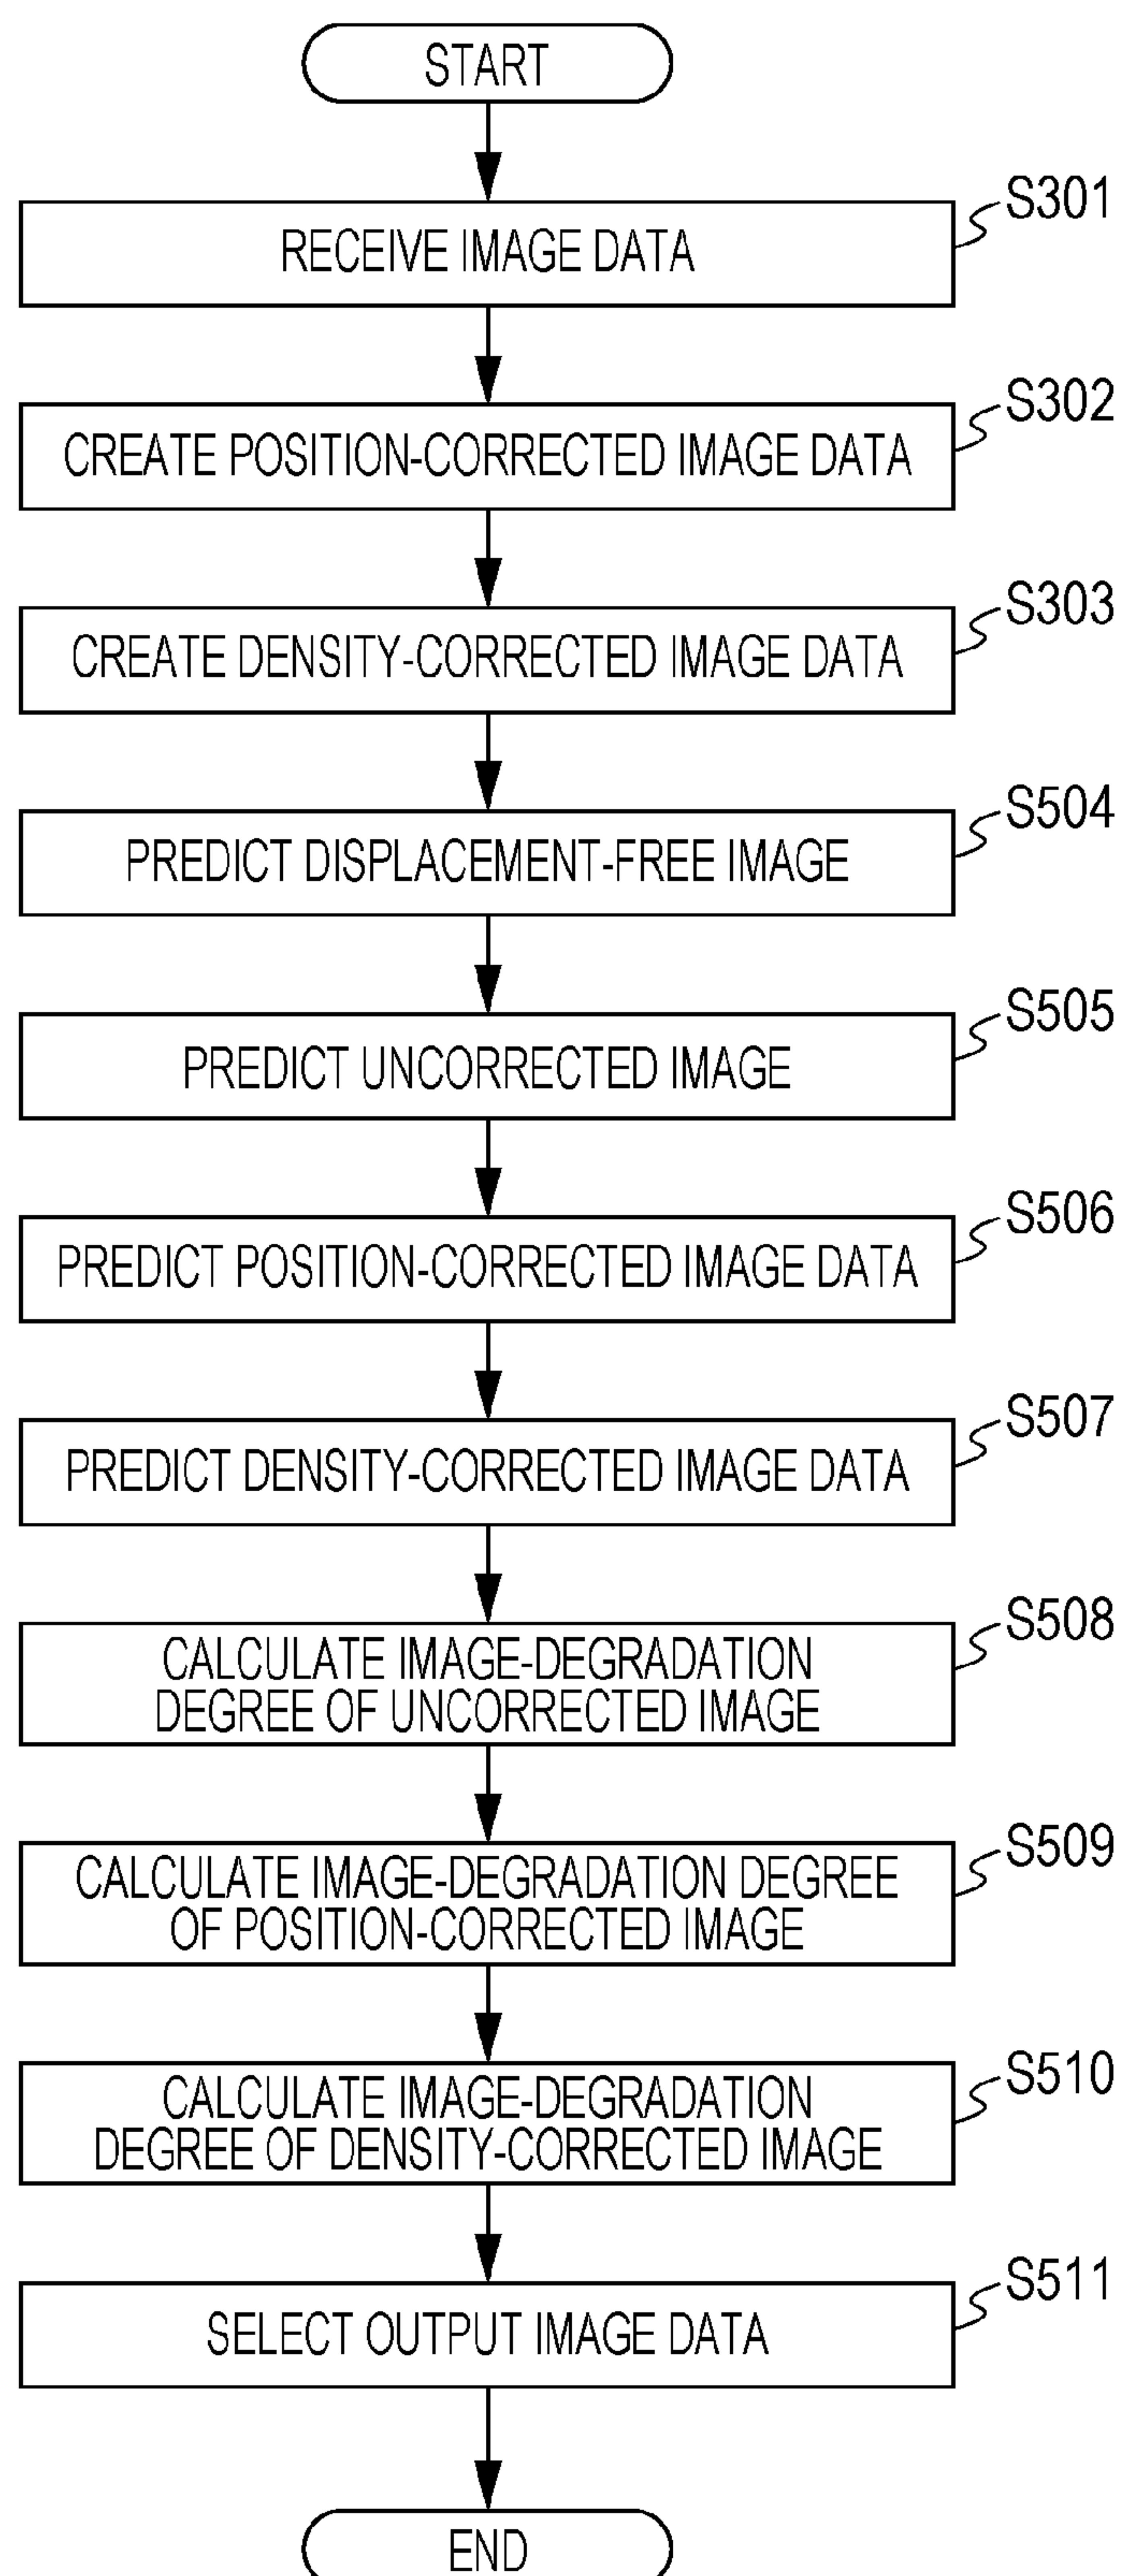 START
S301
RECEIVE IMAGE DATA
S302
CREATE POSITION-CORRECTED IMAGE DATA
S303
CREATE DENSITY-CORRECTED IMAGE DATA
S504
PREDICT DISPLACEMENT-FREE IMAGE
S505
PREDICT UNCORRECTED IMAGE
S506
PREDICT POSITION-CORRECTED IMAGE DATA
S507
PREDICT DENSITY-CORRECTED IMAGE DATA
S508
CALCULATE IMAGE-DEGRADATION
DEGREE OF UNCORRECTED IMAGE
S509
CALCULATE IMAGE-DEGRADATION DEGREE
OF POSITION-CORRECTED IMAGE
S510
CALCULATE IMAGE-DEGRADATION
DEGREE OF DENSITY-CORRECTED IMAGE
S511
SELECT OUTPUT IMAGE DATA
END